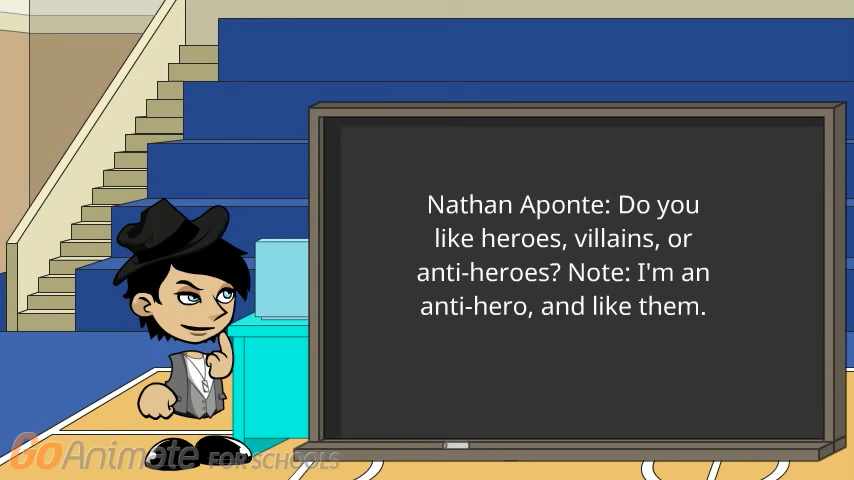 Nathan Aponte: Do you
like heroes, villains, or
anti-heroes? Note: I'm an
anti-hero, and like them.
GoAnimate FOR SCHOOLS